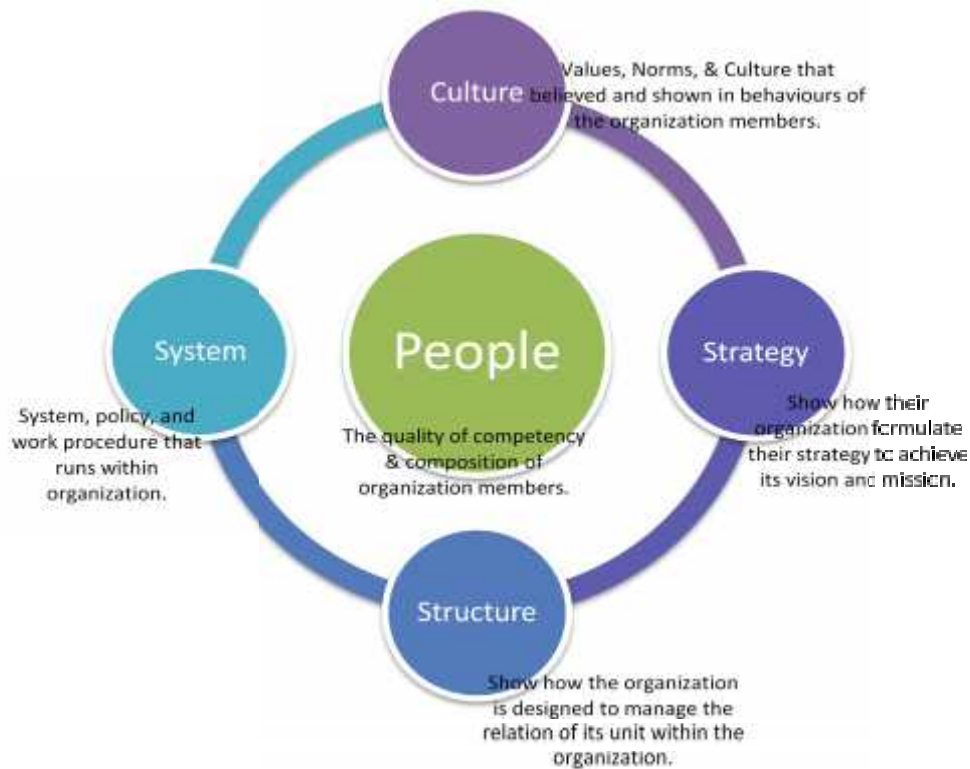 Culture
Values, Norms, & Culture that
believed and shown in behaviours of
the organization members.
System
System, policy, and
work procedure that
runs within
organization.
People
The quality of competency
& composition of
organization members.
Strategy
Show how their
organization formulate
their strategy to achieve
its vision and mission.
Structure
Show how the organization
is designed to manage the
relation of its unit within the
organization.